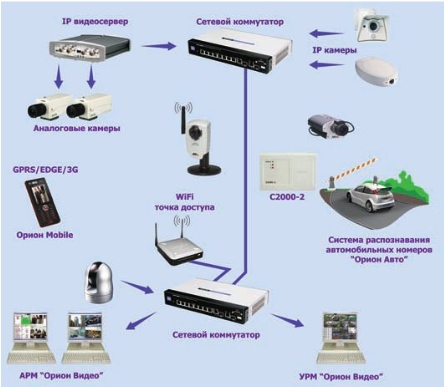 IP видеосервер
Сетевой коммутатор
IP камеры
Аналоговые камеры
GPRS/EDGE/3G
WiFi
точка доступа
С2000-2
Орион Mobile
Система распознавания
автомобильных номеров
"Орион Авто"
Сетевой коммутатор
АРМ "Орион Видео"
УРМ "Орион Видео"